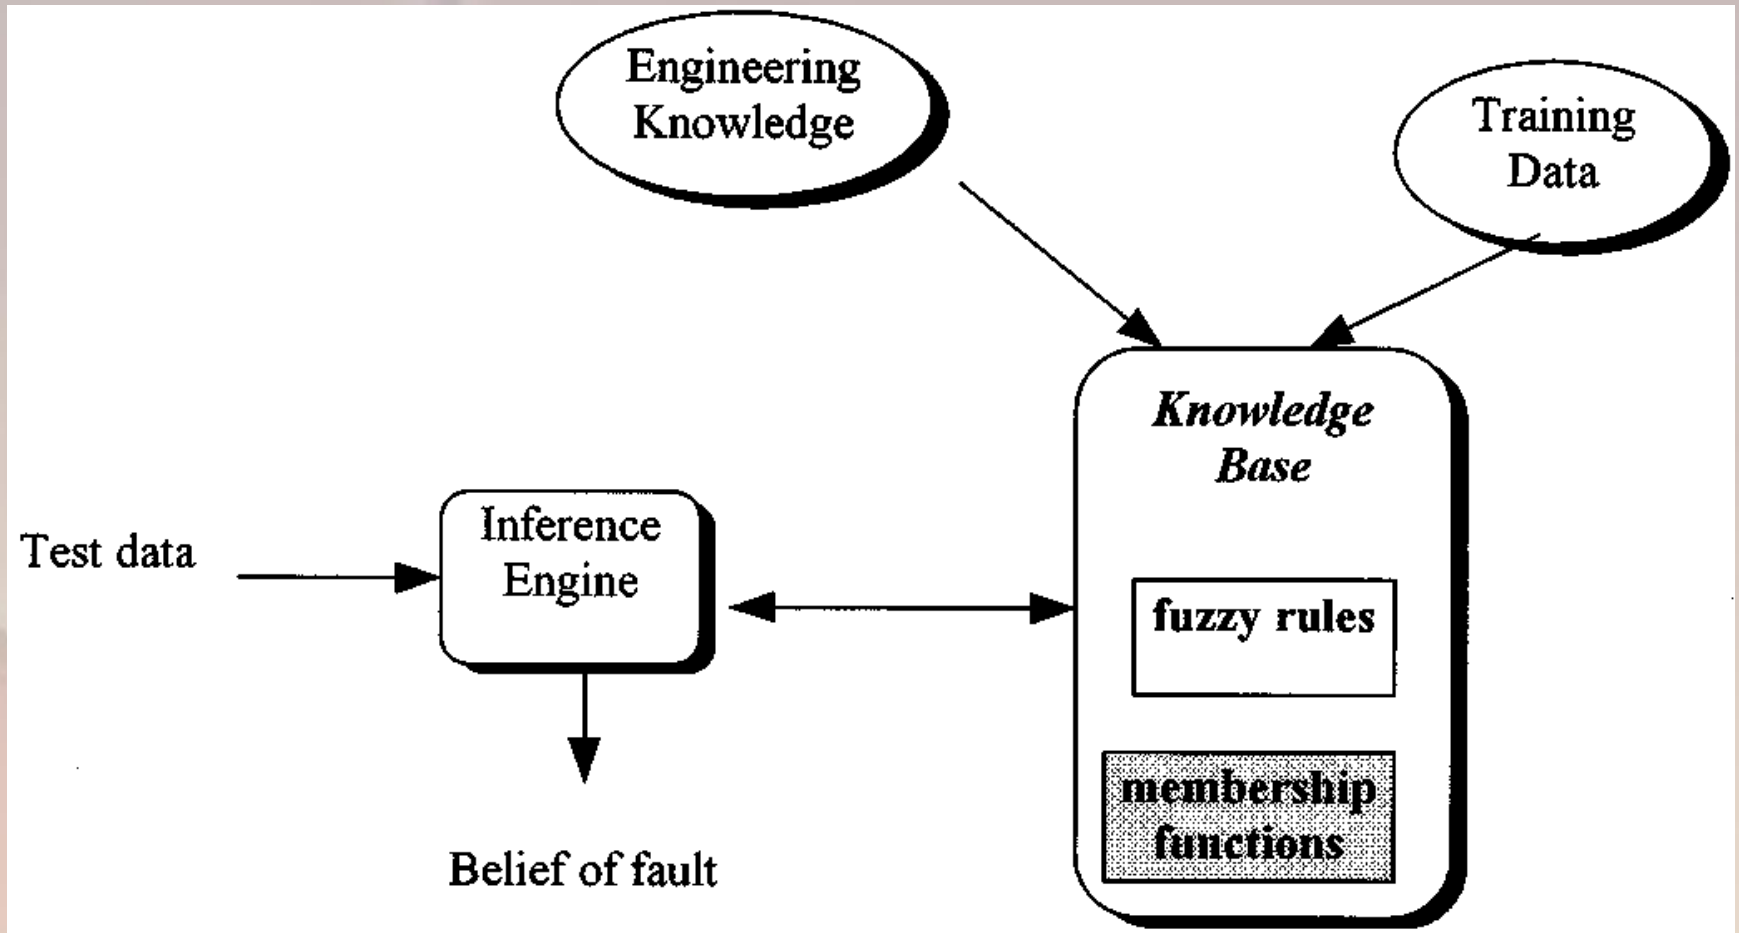 Engineering
Knowledge
Training
Data
Knowledge
Base
Inference
Engine
Test data
fuzzy rules
membership
functions
Belief of fault